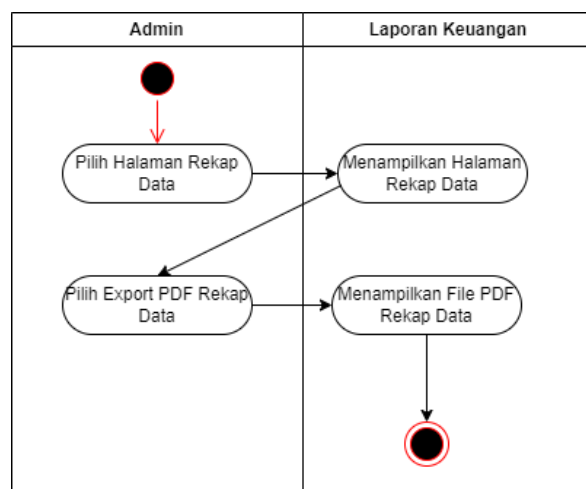 Admin
Laporan Keuangan
Pilih Halaman Rekap
Data
Menampilkan Halaman
Rekap Data
Pilih Export PDF Rekap
Data
Menampilkan File PDF
Rekap Data